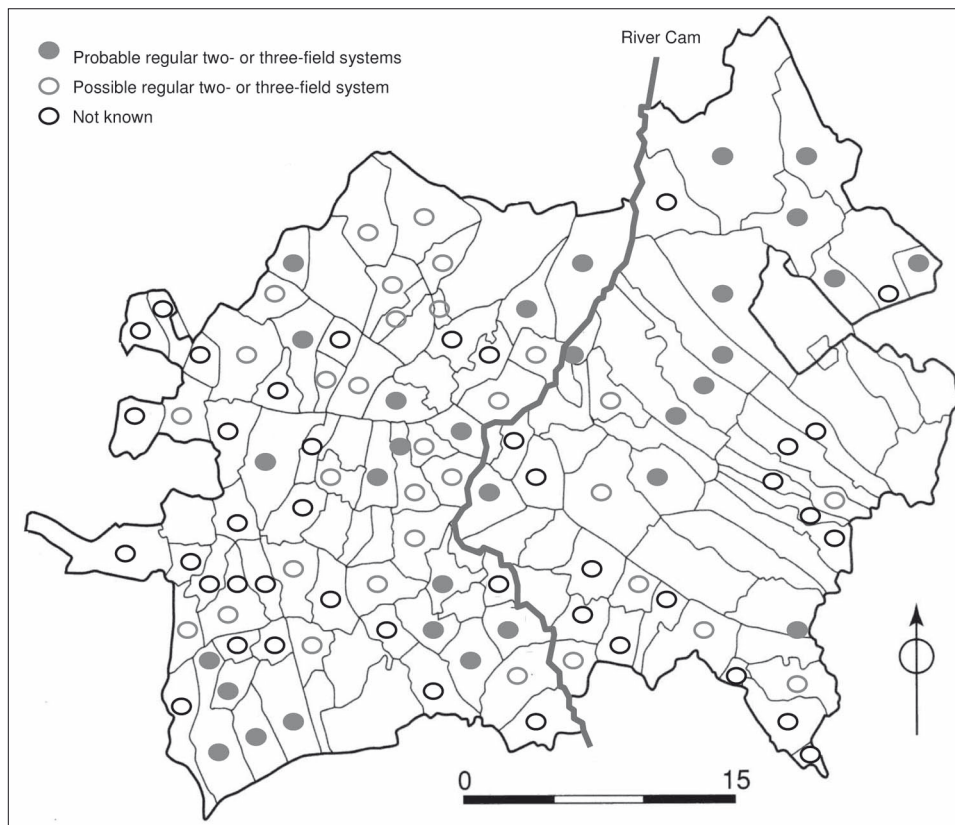 River Cam
Probable regular two- or three-field systems
Possible regular two- or three-field system
Not known
0 15